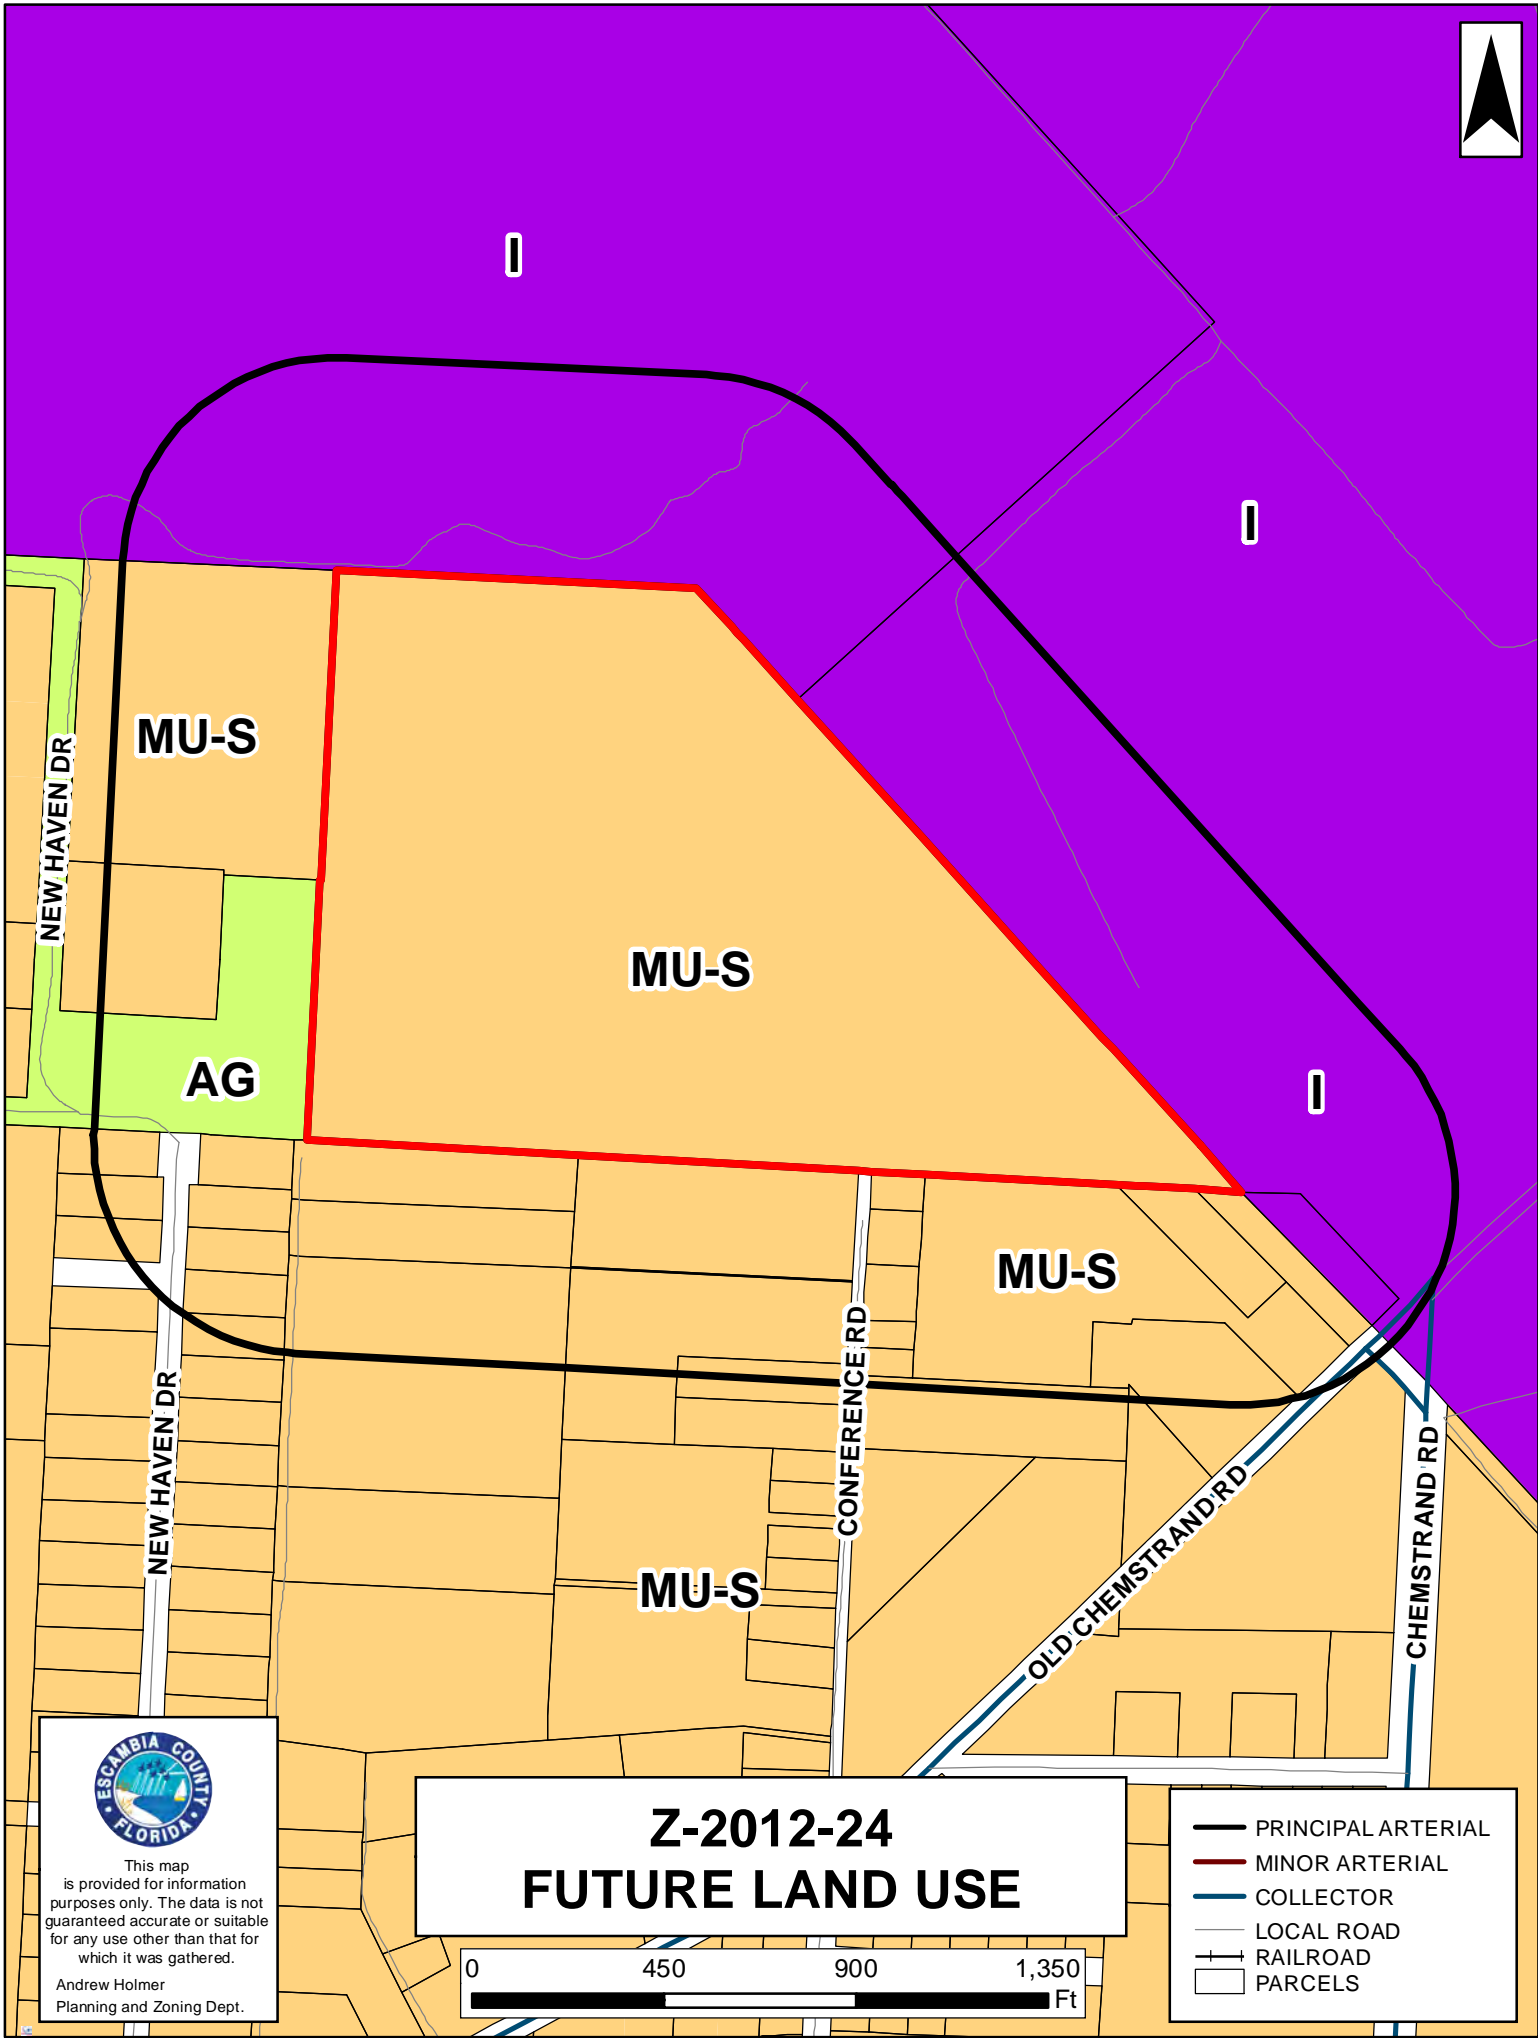 I
I
MU-S
NEW HAVEN DR
MU-S
AG
I
MU-S
CONFERENCE RD
NEW HAVEN DR
OLD CHEMSTRAND RD
CHEMSTRAND RD
MU-S
ESCAMBIA COUNTY
FLORIDA
This map
is provided for information
purposes only. The data is not
guaranteed accurate or suitable
for any use other than that for
which it was gathered.
Andrew Holmer
Planning and Zoning Dept.
Z-2012-24
FUTURE LAND USE
0 450 900 1,350
Ft
PRINCIPAL ARTERIAL
MINOR ARTERIAL
COLLECTOR
LOCAL ROAD
RAILROAD
PARCELS